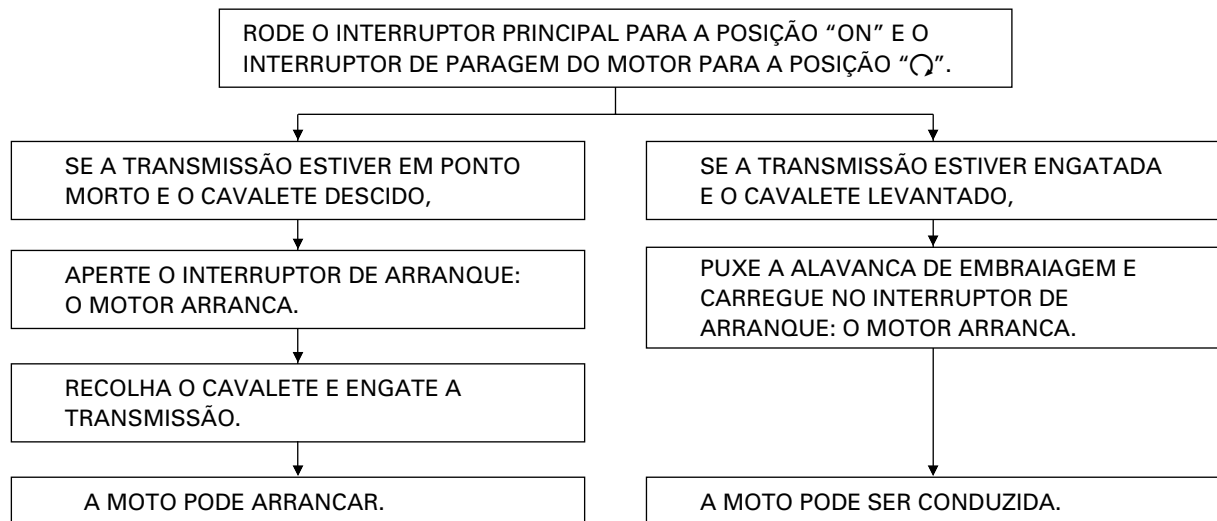 RODE O INTERRUPTOR PRINCIPAL PARA A POSIÇÃO “ON” E O
INTERRUPTOR DE PARAGEM DO MOTOR PARA A POSIÇÃO “”.
SE A TRANSMISSÃO ESTIVER EM PONTO
MORTO E O CAVALETE DESCIDO,
APERTE O INTERRUPTOR DE ARRANQUE:
O MOTOR ARRANCA.
RECOLHA O CAVALETE E ENGATE A
TRANSMISSÃO.
A MOTO PODE ARRANCAR.
SE A TRANSMISSÃO ESTIVER ENGATADA
E O CAVALETE LEVANTADO,
PUXE A ALAVANCA DE EMBRAIAGEM E
CARREGUE NO INTERRUPTOR DE
ARRANQUE: O MOTOR ARRANCA.
A MOTO PODE SER CONDUZIDA.